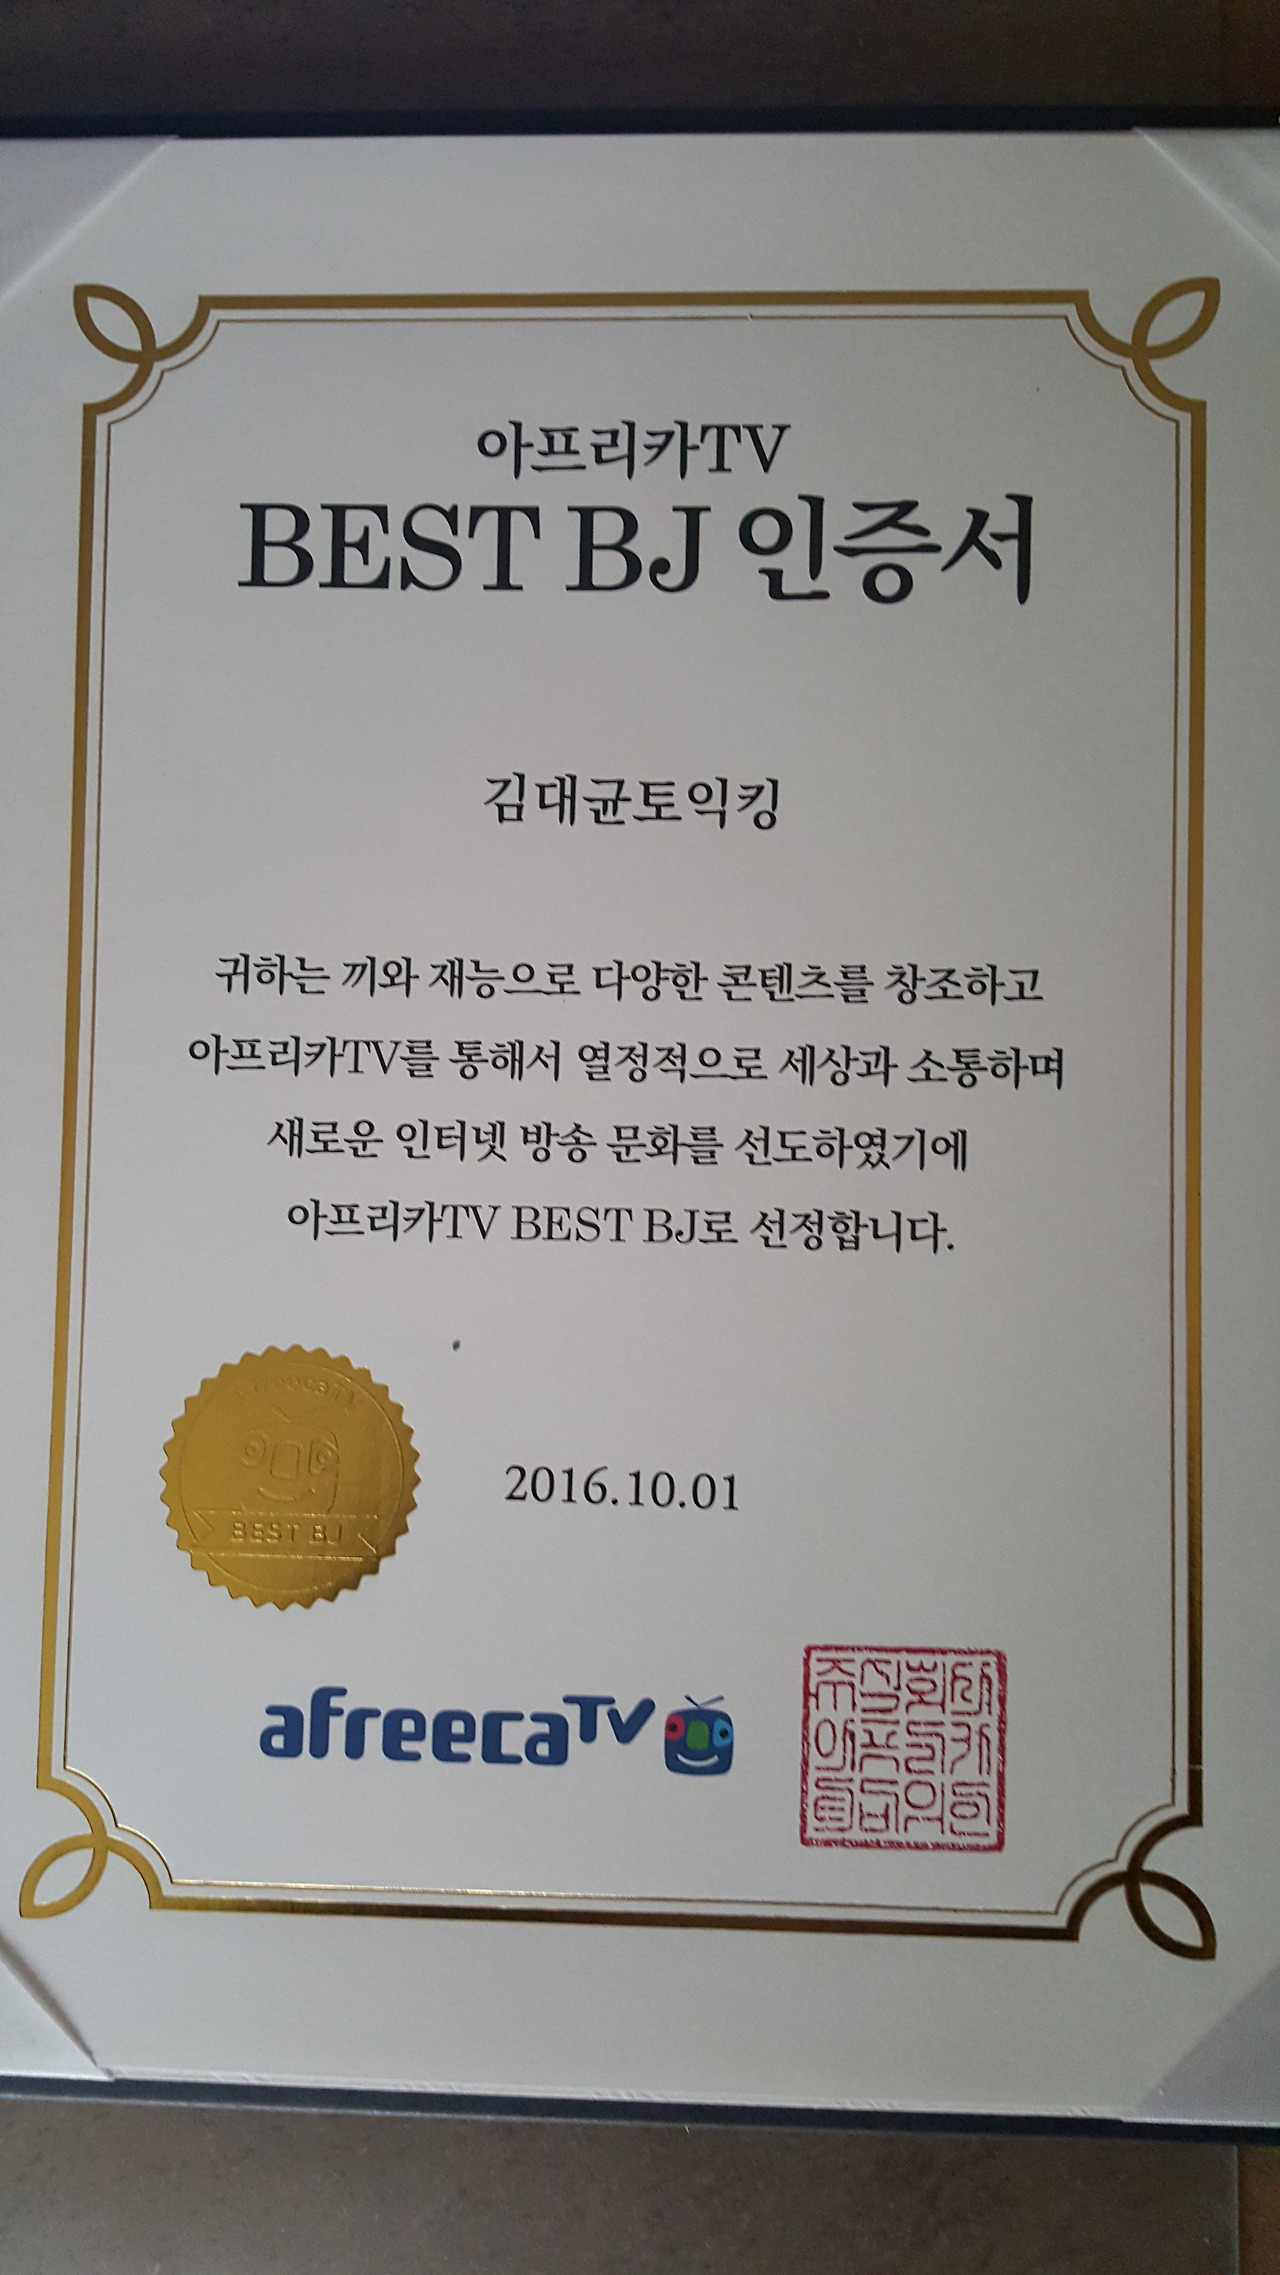 아프리카TV
BEST BJ 인증서
김대균토익킹
귀하는 끼와 재능으로 다양한 콘텐츠를 창조하고
아프리카TV를 통해서 열정적으로 세상과 소통하며
새로운 인터넷 방송 문화를 선도하였기에
아프리카TV BEST BJ로 선정합니다.
AfreecaTV
BEST BJ
2016.10.01
afreecaTV